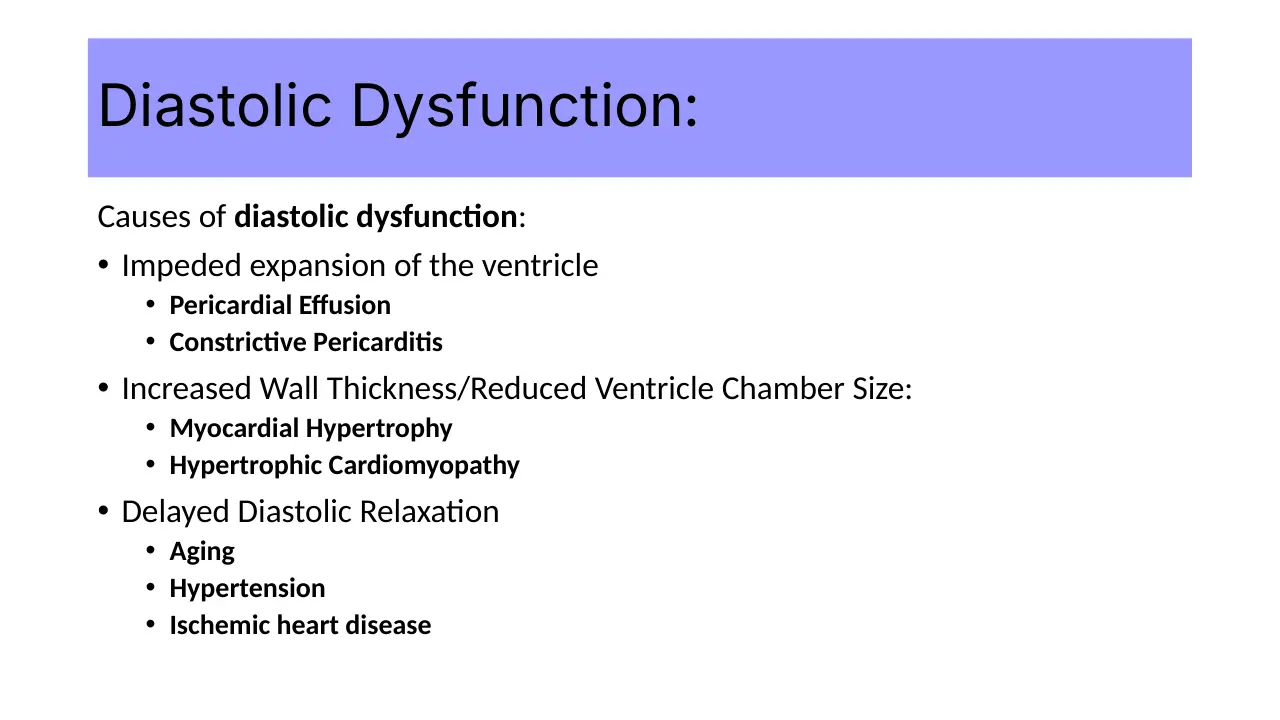 Diastolic Dysfunction:
Causes of diastolic dysfunction:
• Impeded expansion of the ventricle
• Pericardial Effusion
• Constrictive Pericarditis
• Increased Wall Thickness/Reduced Ventricle Chamber Size:
• Myocardial Hypertrophy
• Hypertrophic Cardiomyopathy
• Delayed Diastolic Relaxation
• Aging
• Hypertension
• Ischemic heart disease